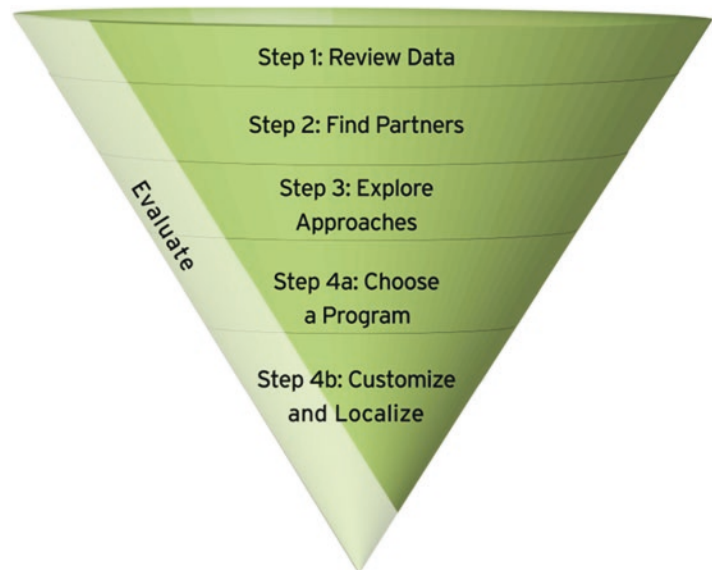 Step 1: Review Data
Step 2: Find Partners
Step 3: Explore
Approaches
Step 4a: Choose
a Program
Step 4b: Customize
and Localize
Evaluate